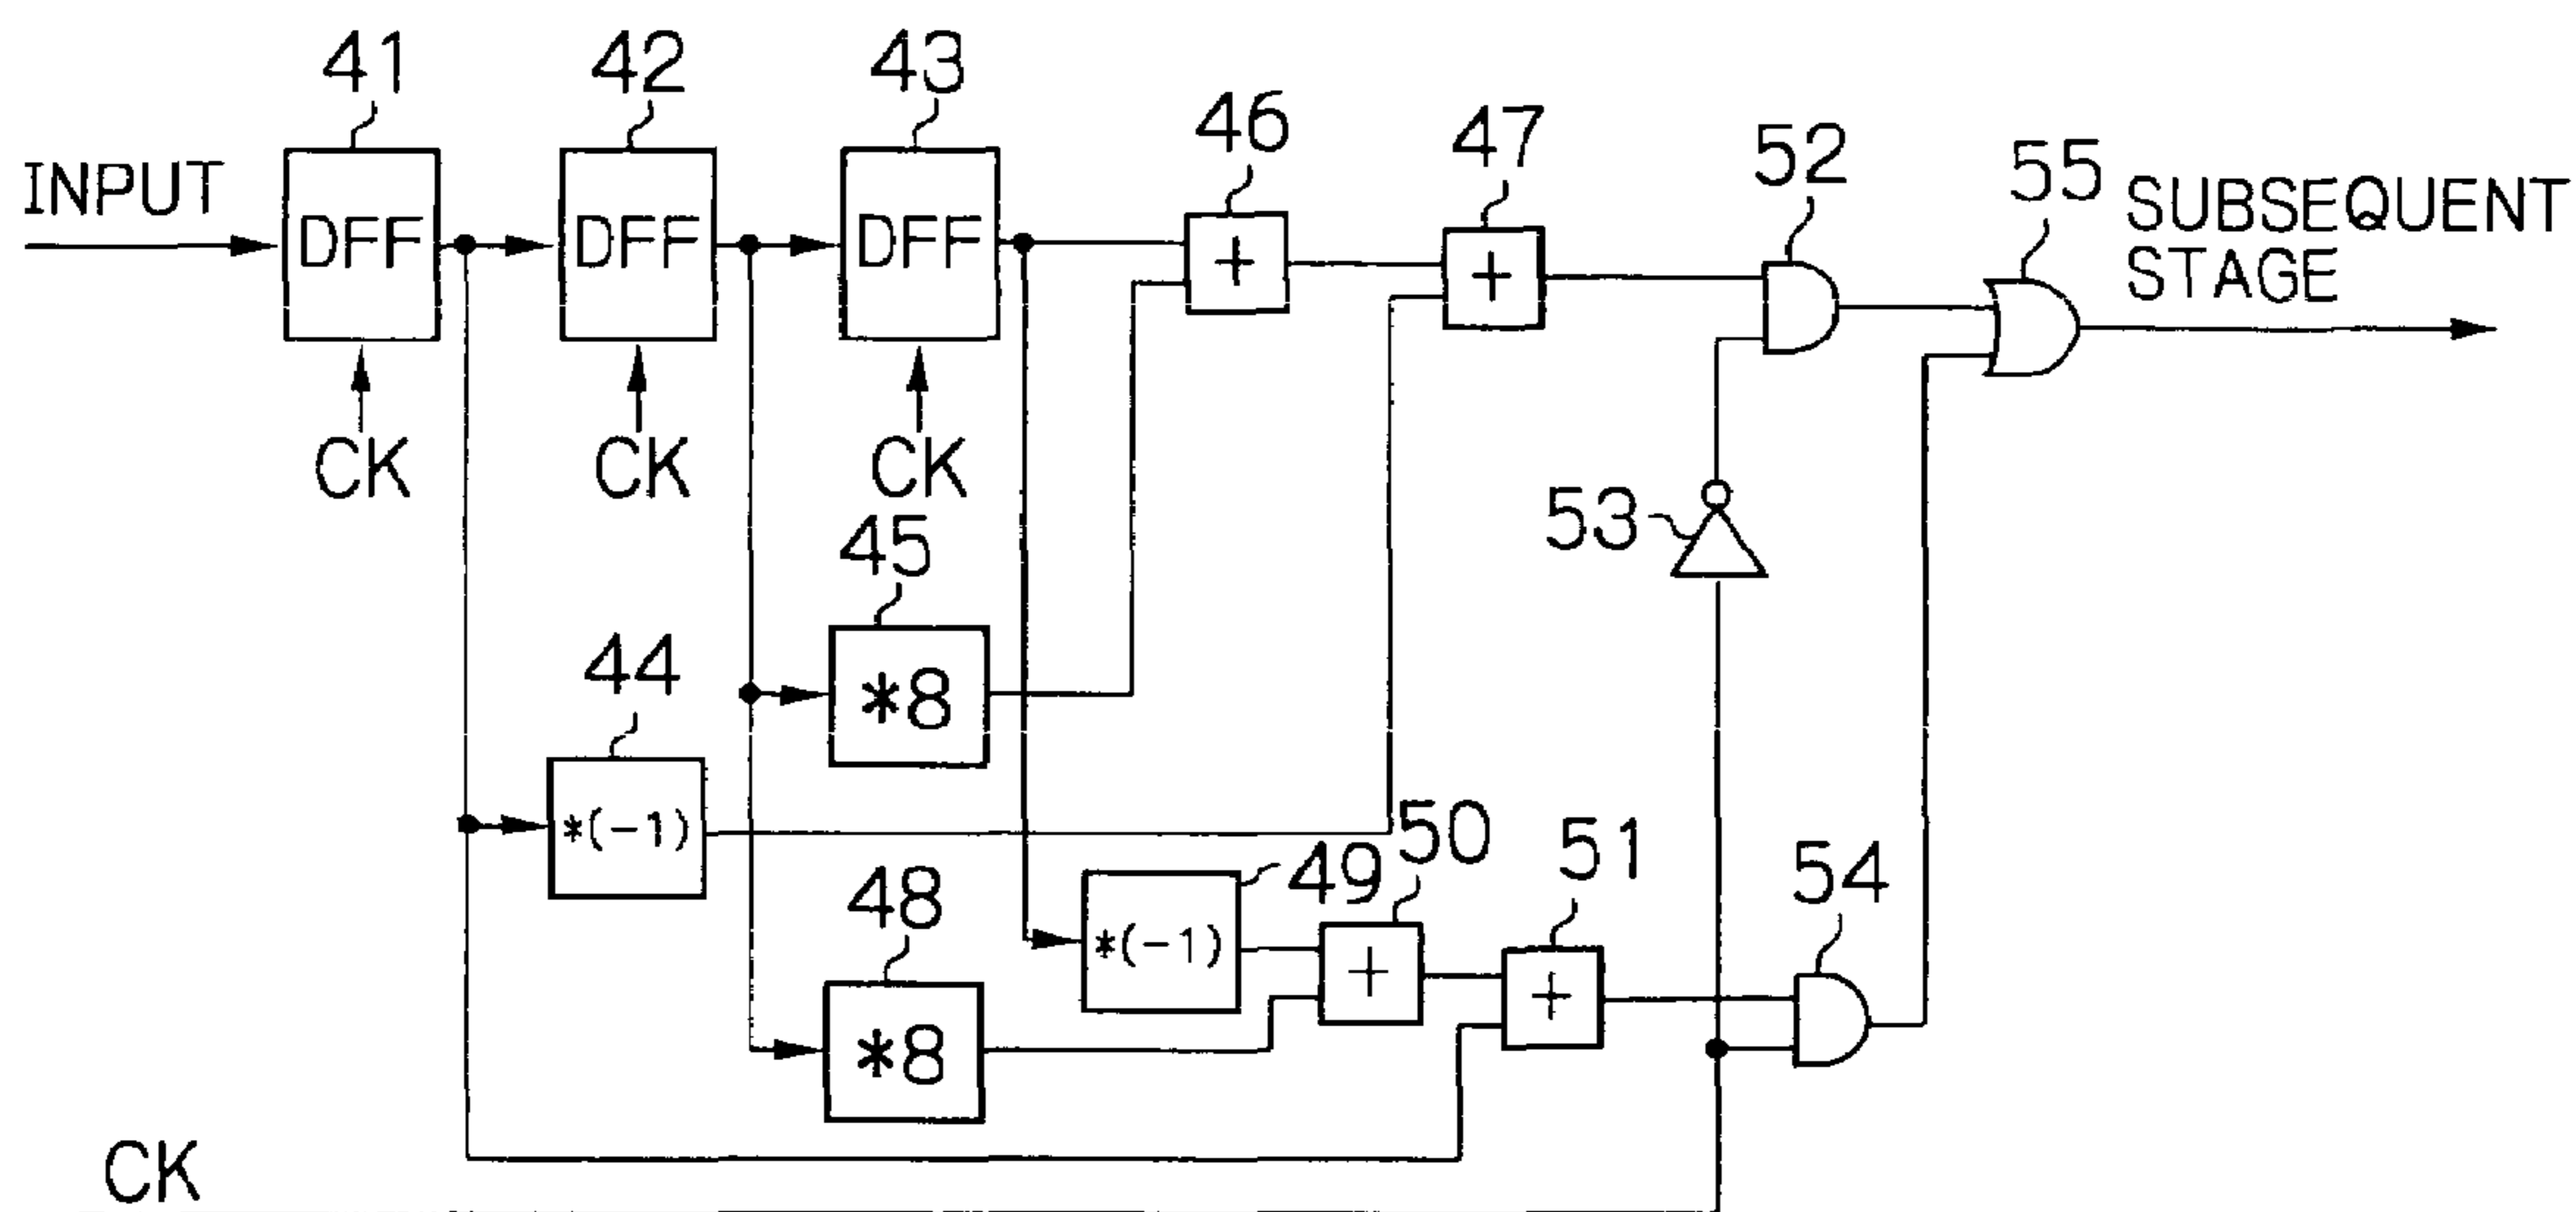 41
42
43
46
47
52
55
INPUT
SUBSEQUENT
STAGE
DFF
DFF
DFF
+
+
CK
CK
CK
53
45
*8
44
*(-1)
50
51
49
48
54
*(-1)
+
+
*8
CK